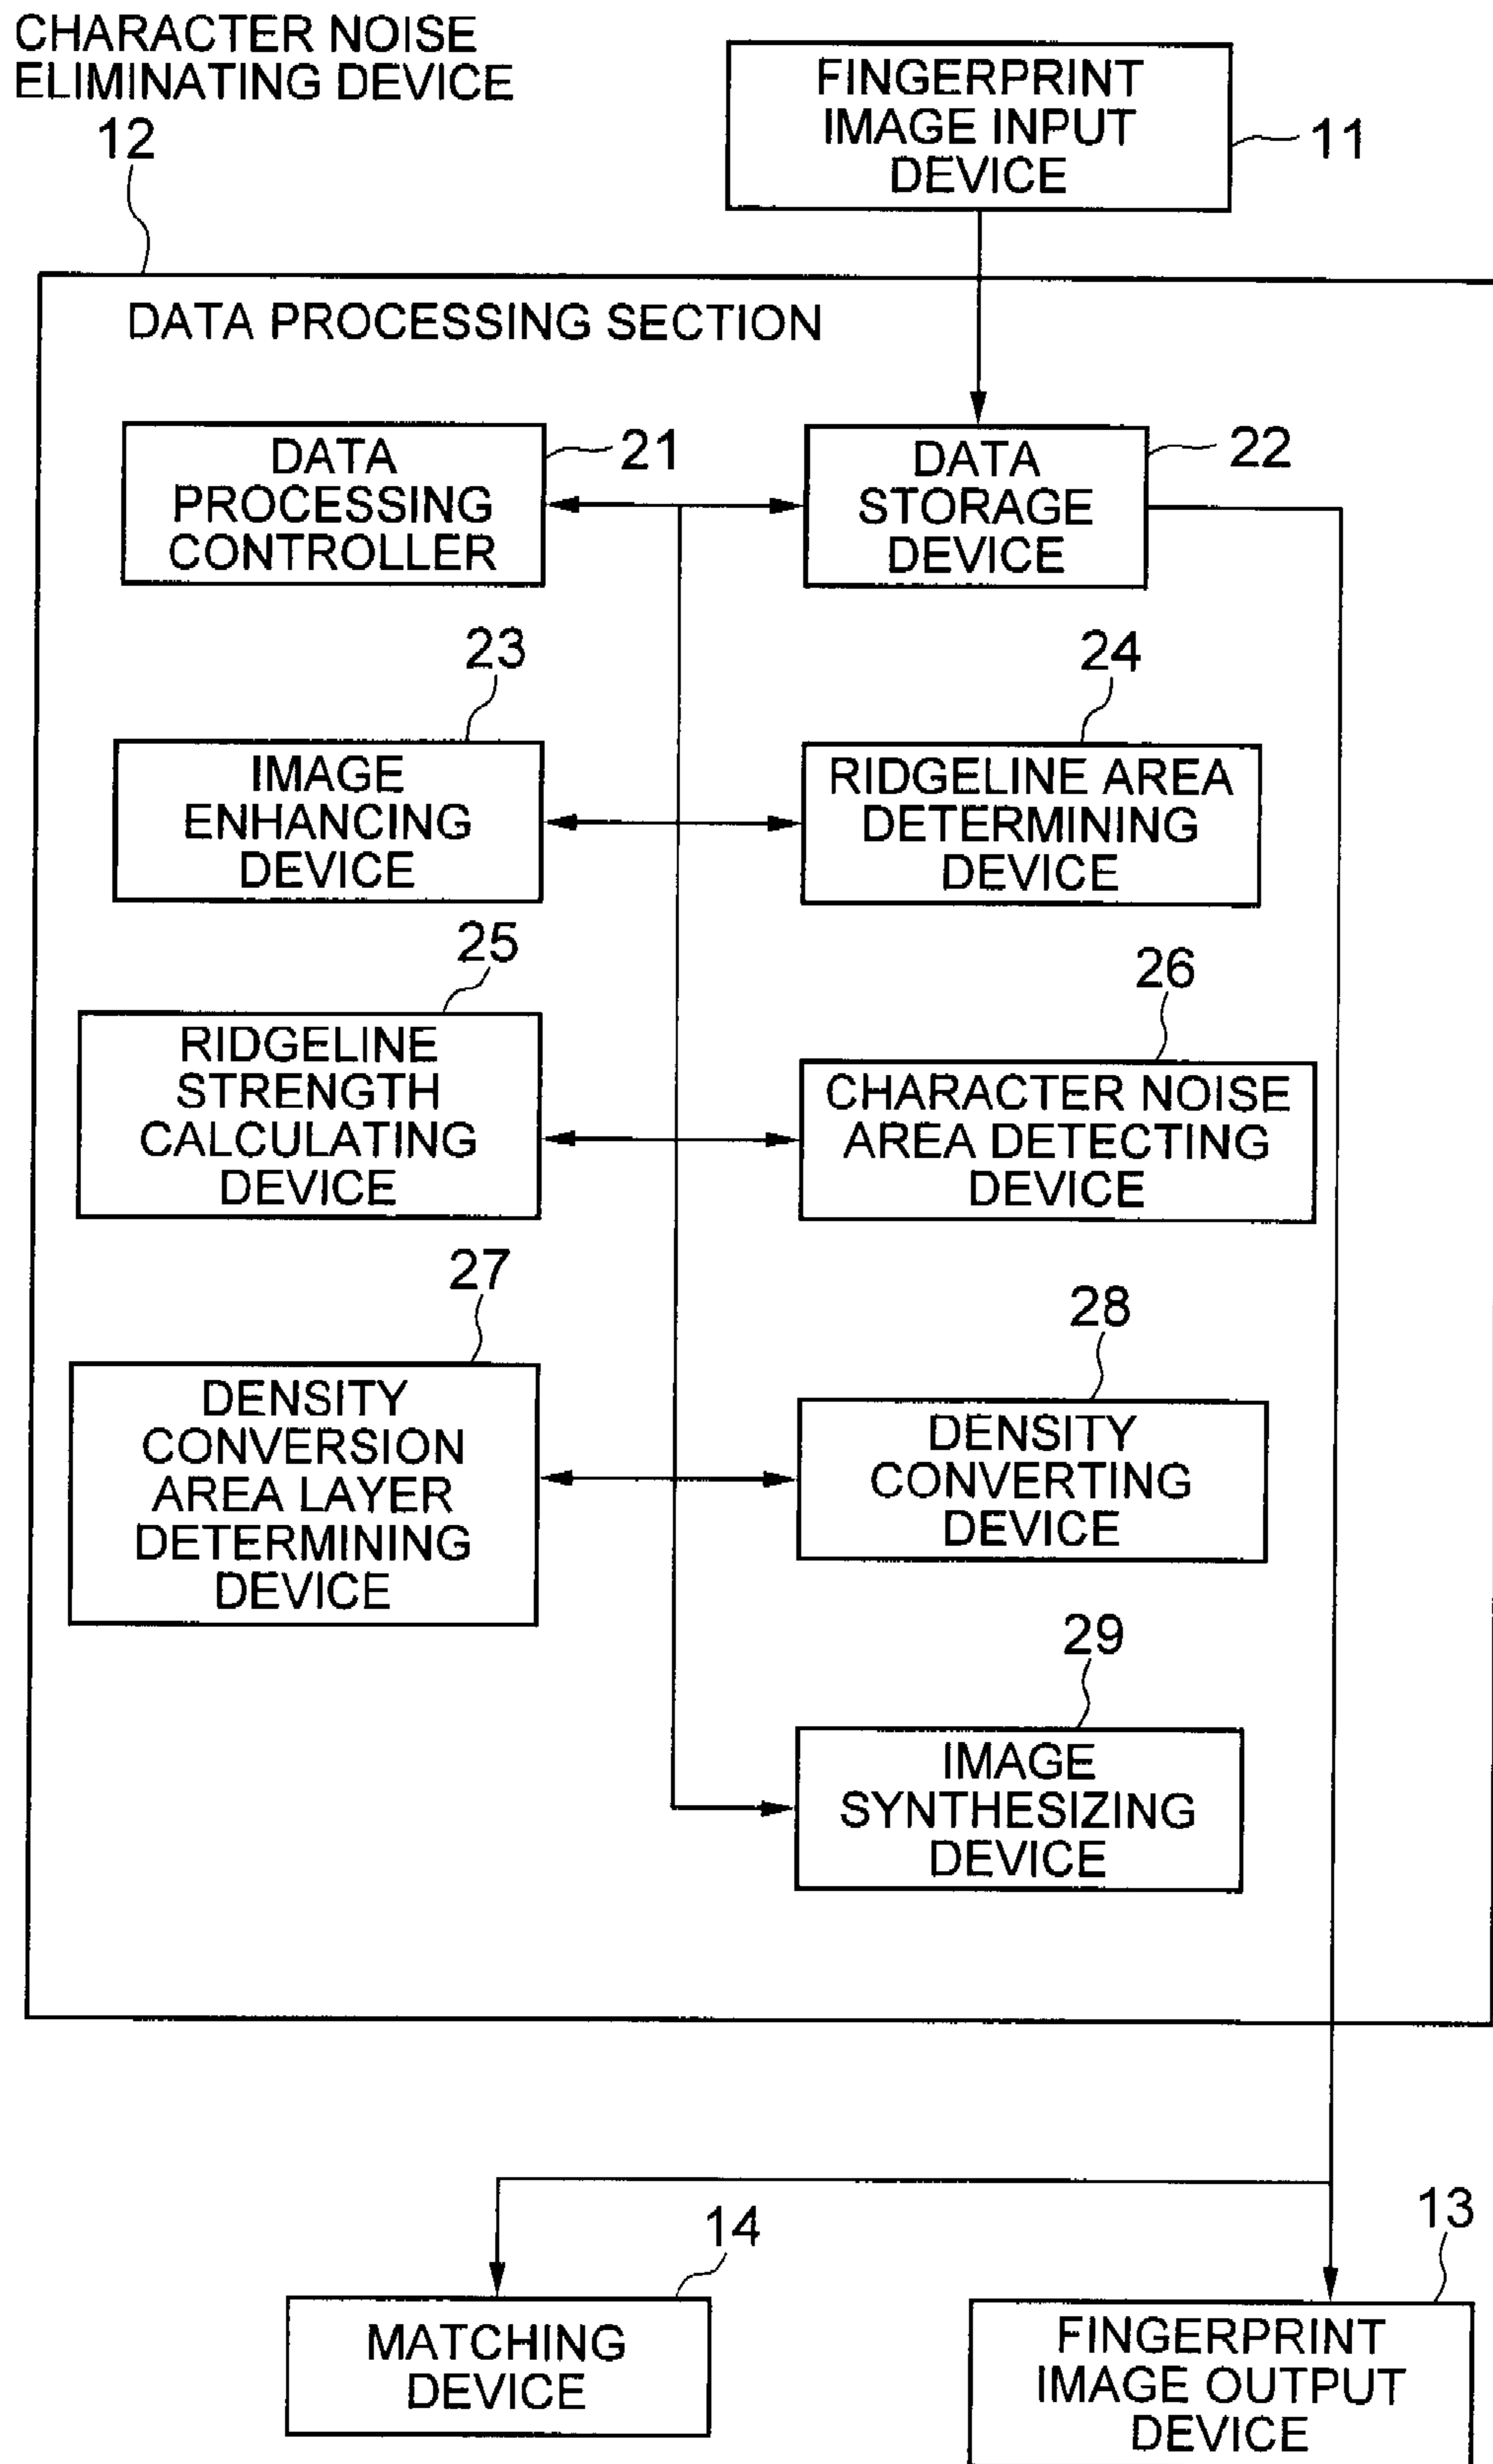 CHARACTER NOISE
ELIMINATING DEVICE
12
FINGERPRINT
IMAGE INPUT
DEVICE
11
DATA PROCESSING SECTION
DATA
PROCESSING
CONTROLLER
21
DATA
STORAGE
DEVICE
22
23
IMAGE
ENHANCING
DEVICE
24
RIDGELINE AREA
DETERMINING
DEVICE
25
RIDGELINE
STRENGTH
CALCULATING
DEVICE
26
CHARACTER NOISE
AREA DETECTING
DEVICE
27
DENSITY
CONVERSION
AREA LAYER
DETERMINING
DEVICE
28
DENSITY
CONVERTING
DEVICE
29
IMAGE
SYNTHESIZING
DEVICE
14
MATCHING
DEVICE
13
FINGERPRINT
IMAGE OUTPUT
DEVICE